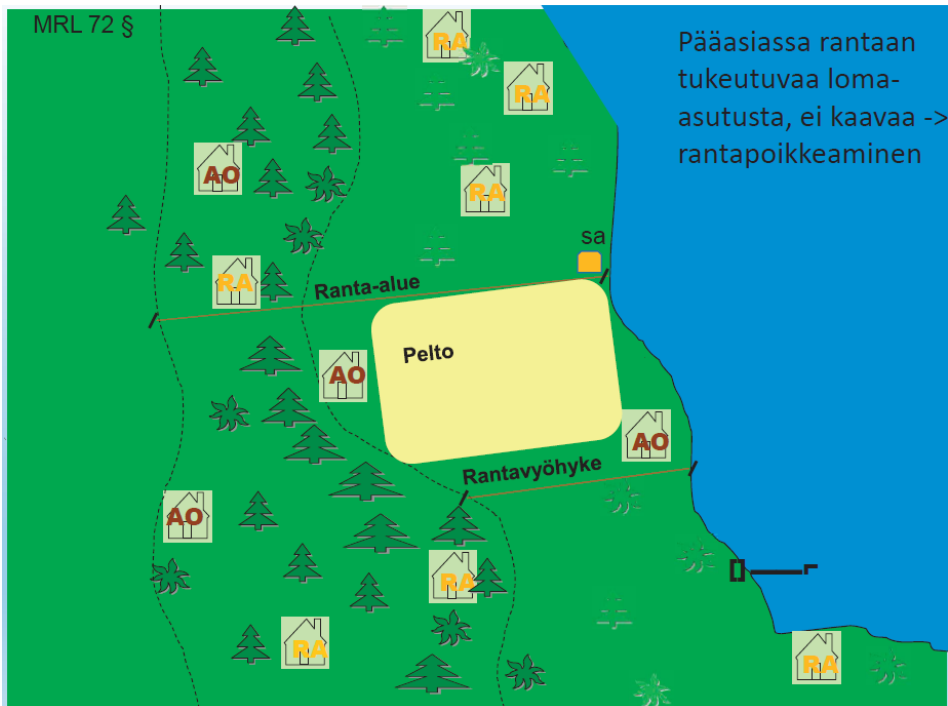 MRL 72 §
Pääasiassa rantaan
tukeutuvaa loma-
asutusta, ei kaavaa ->
rantapoikkeaminen
RA
RA
AO
RA
sa
RA
Ranta-alue
Pelto
AO
AO
Rantavyöhyke
AO
RA
RA
RA